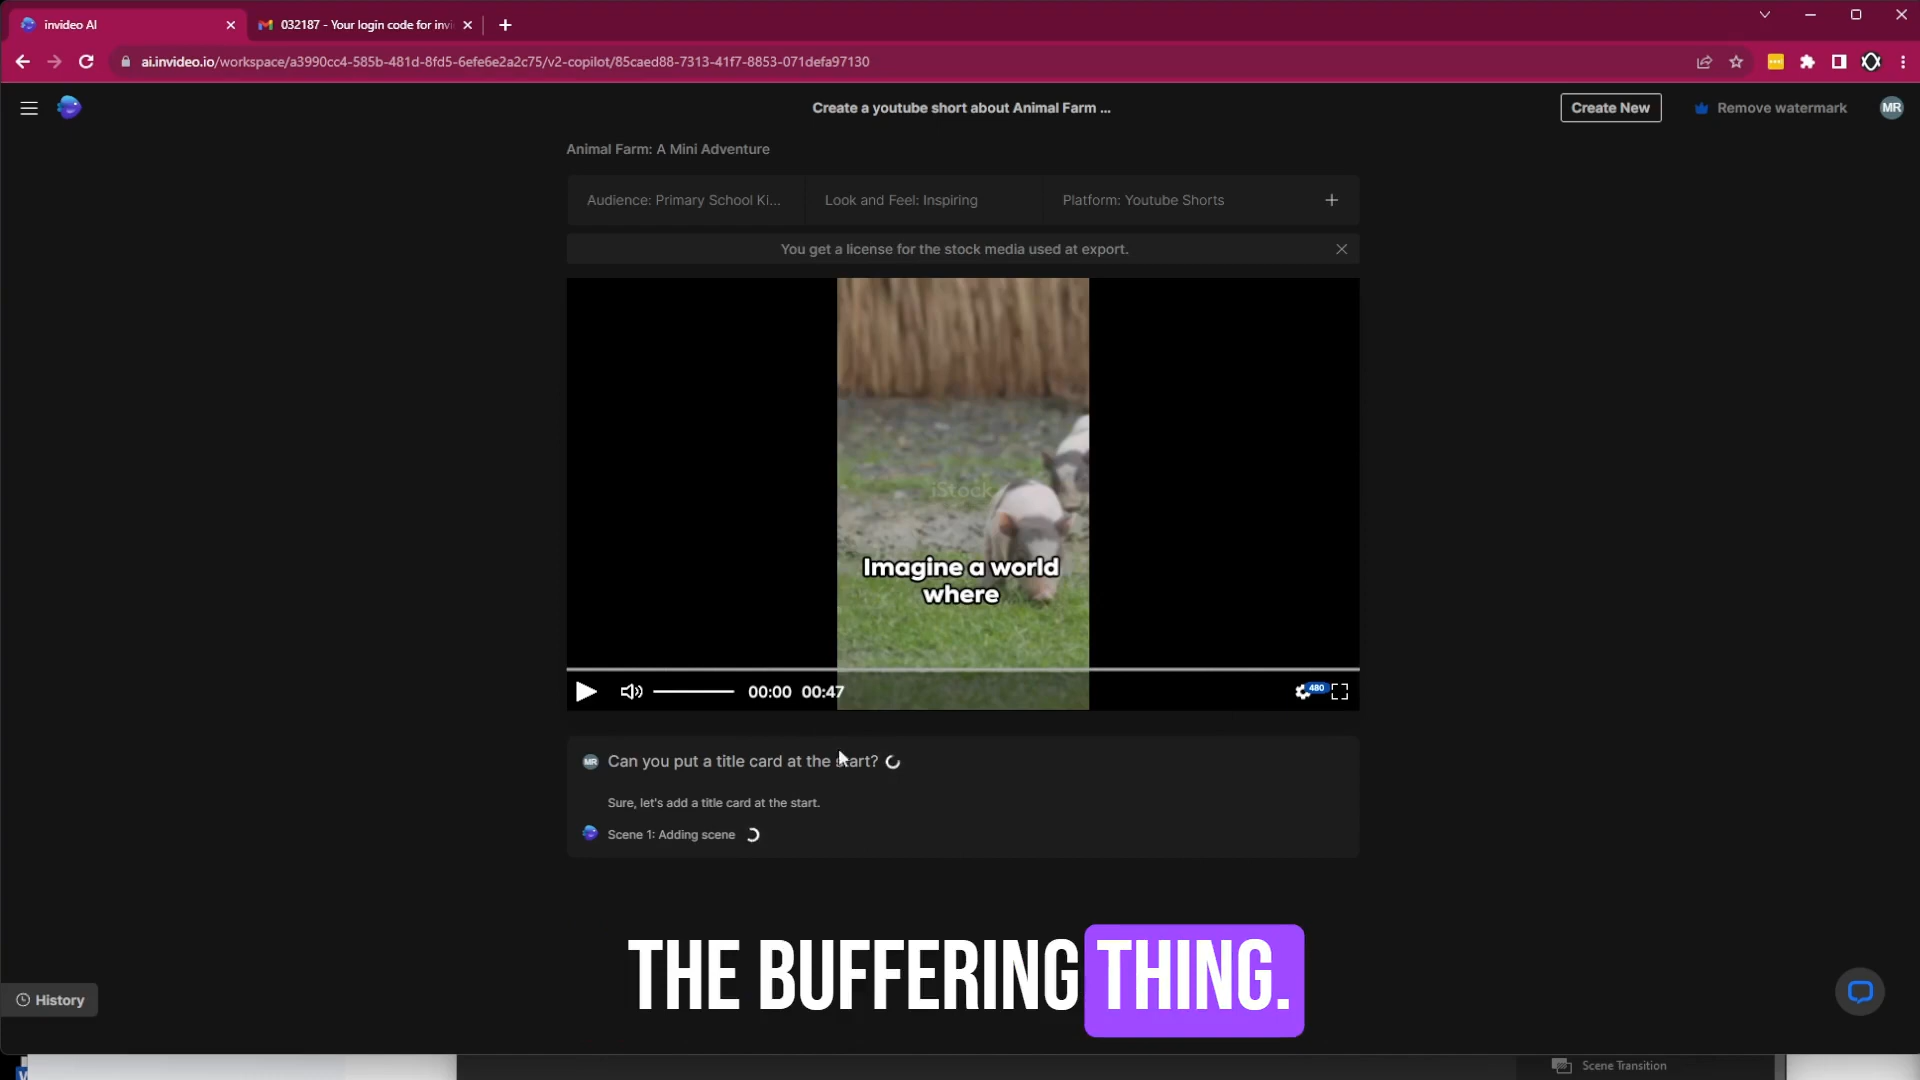 invideo AI
032187 - Your login code for invi
ai.invideo.io/workspace/a3990cc4-585b-481d-8fd5-6efe6e2a2c75/v2-copilot/85caed88-7313-41f7-8853-071defa97130
Create a youtube short about Animal Farm ...
Create New
Remove watermark
MR
Animal Farm: A Mini Adventure
Audience: Primary School Ki...
Look and Feel: Inspiring
Platform: Youtube Shorts
You get a license for the stock media used at export.
iStock
Imagine a world
where
00:00 00:47
480
MR
Can you put a title card at the start?
Sure, let's add a title card at the start.
Scene 1: Adding scene
THE BUFFERING THING.
History
Scene Transition